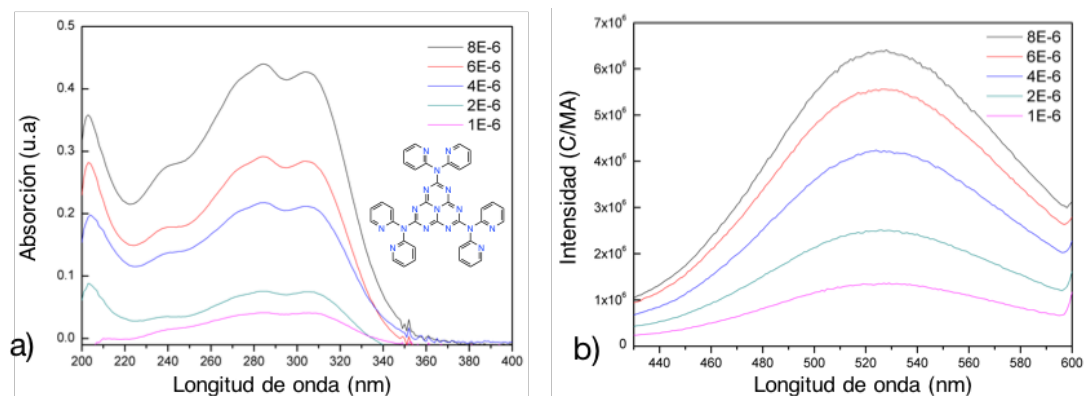 0.5
0.4
0.3
0.2
0.1
0.0
Absorción (u.a)
8E-6
6E-6
4E-6
2E-6
1E-6
N
N
N
N
N N
N N N
N N N N N
N N
200 220 240 260 280 300 320 340 360 380 400
Longitud de onda (nm)
a)
7x10⁶
6x10⁶
5x10⁶
4x10⁶
3x10⁶
2x10⁶
1x10⁶
0
Intensidad (C/MA)
8E-6
6E-6
4E-6
2E-6
1E-6
440 460 480 500 520 540 560 580 600
Longitud de onda (nm)
b)